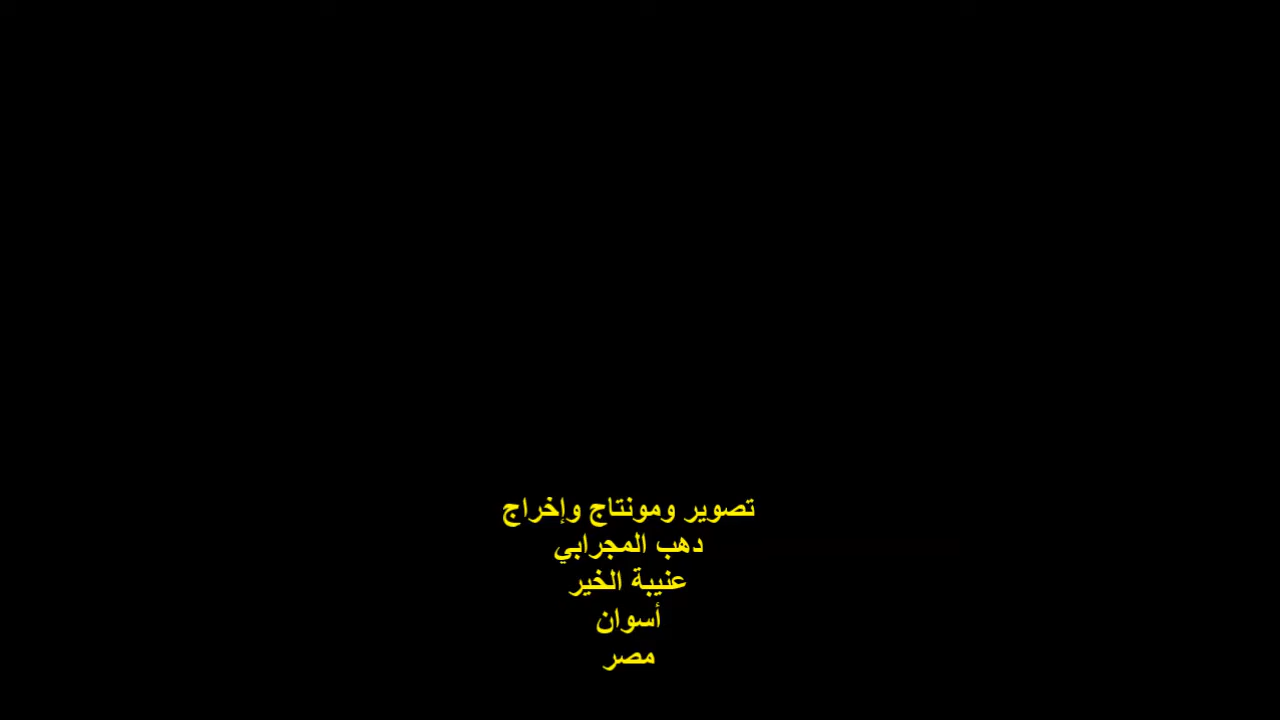 تصوير ومونتاج وإخراج
دهب المجرابي
عنيبة الخير
أسوان
مصر